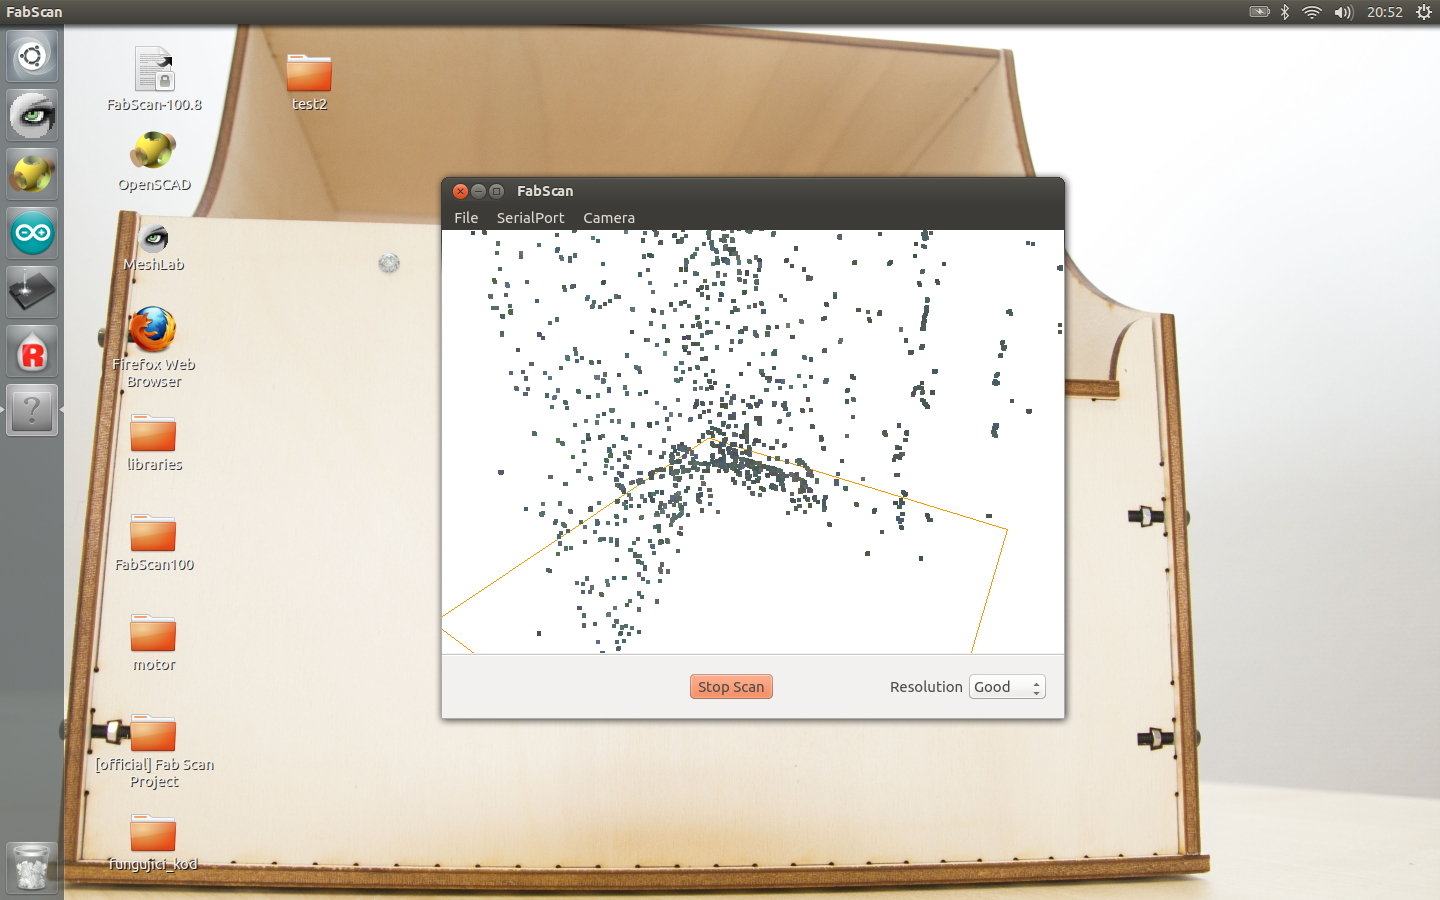 FabScan
20:52
FabScan-100.8
test2
OpenSCAD
MeshLab
Firefox Web
Browser
libraries
FabScan100
motor
[official] Fab Scan
Project
fungujici_kod
R
?
FabScan
File SerialPort Camera
Stop Scan
Resolution Good